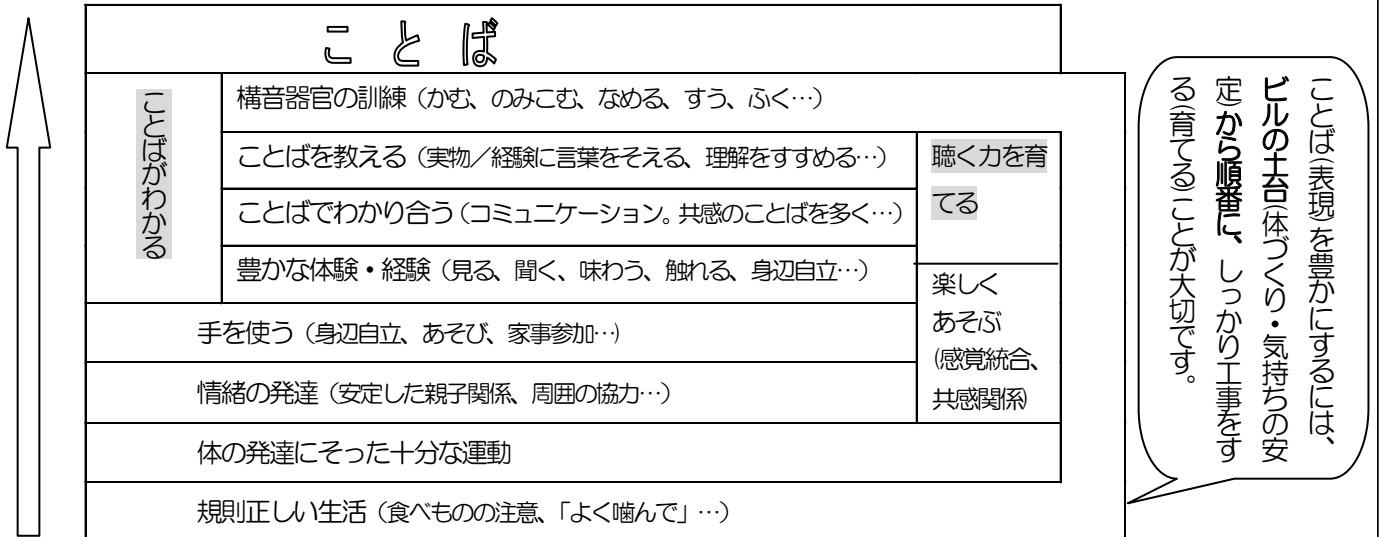 ことば
ことばがわかる
構音器官の訓練（かむ、のみこむ、なめる、すう、ふく…）
ことばを教える（実物／経験に言葉をそえる、理解をすすめる…）
ことばでわかり合う（コミュニケーション。共感のことばを多く…）
豊かな体験・経験（見る、聞く、味わう、触れる、身辺自立…）
聴く力を育
てる
楽しく
あそぶ
（感覚統合、
共感関係）
手を使う（身辺自立、あそび、家事参加…）
情緒の発達（安定した親子関係、周囲の協力…）
体の発達にそった十分な運動
規則正しい生活（食べものの注意、「よく噛んで」…）
ことば（表現）を豊かにするには、
ビルの土台（体づくり・気持ちの安
定）から順番に、しっかり工事をす
る（育てる）ことが大切です。